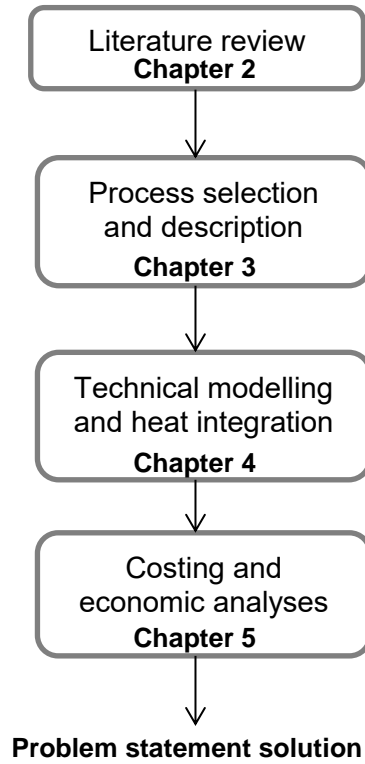 Literature review
Chapter 2
Process selection
and description
Chapter 3
Technical modelling
and heat integration
Chapter 4
Costing and
economic analyses
Chapter 5
Problem statement solution